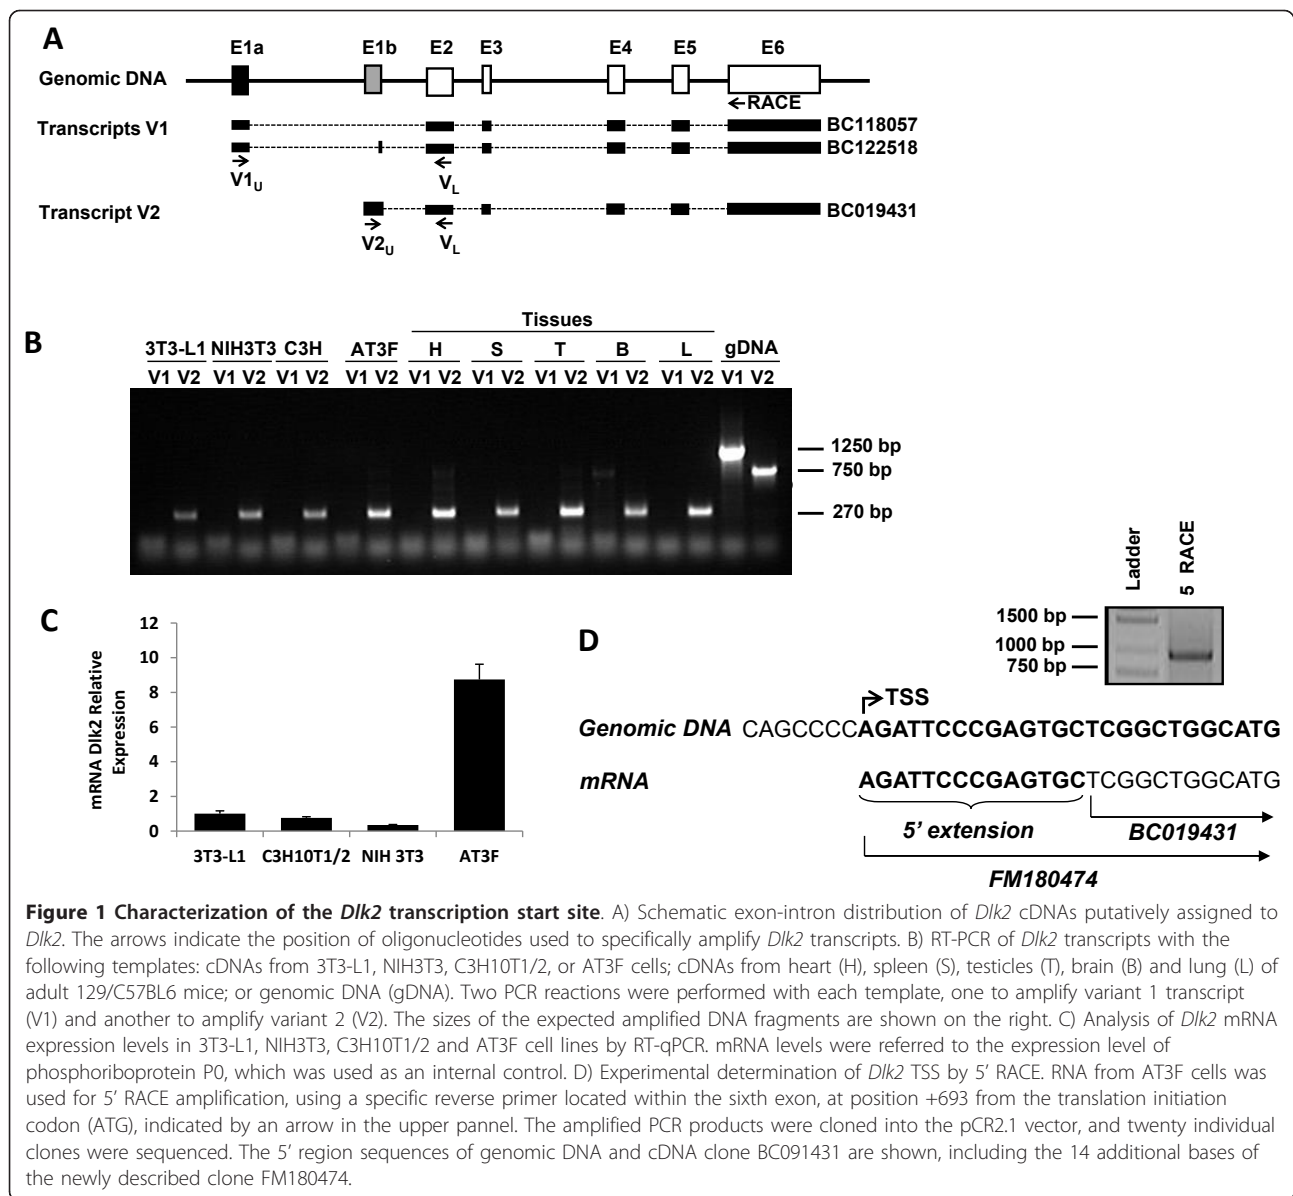 A
E1a E1b E2 E3 E4 E5 E6
Genomic DNA
RACE
Transcripts V1
BC118057
BC122518
V1U VL
Transcript V2
BC019431
V2U VL
B
Tissues
3T3-L1 NIH3T3 C3H AT3F H S T B L gDNA
V1 V2 V1 V2 V1 V2 V1 V2 V1 V2 V1 V2 V1 V2 V1 V2 V1 V2 V1 V2
1250 bp
750 bp
270 bp
C
mRNA Dlk2 Relative
Expression
12
10
8
6
4
2
0
3T3-L1 C3H10T1/2 NIH 3T3 AT3F
D
Ladder
5 RACE
1500 bp
1000 bp
750 bp
TSS
Genomic DNA CAGCCCCAGATTCCCGAGTGCTCGGCTGGCATG
mRNA AGATTCCCGAGTGCTCGGCTGGCATG
5' extension BC019431
FM180474
Figure 1 Characterization of the Dlk2 transcription start site. A) Schematic exon-intron distribution of Dlk2 cDNAs putatively assigned to
Dlk2. The arrows indicate the position of oligonucleotides used to specifically amplify Dlk2 transcripts. B) RT-PCR of Dlk2 transcripts with the
following templates: cDNAs from 3T3-L1, NIH3T3, C3H10T1/2, or AT3F cells; cDNAs from heart (H), spleen (S), testicles (T), brain (B) and lung (L) of
adult 129/C57BL6 mice; or genomic DNA (gDNA). Two PCR reactions were performed with each template, one to amplify variant 1 transcript
(V1) and another to amplify variant 2 (V2). The sizes of the expected amplified DNA fragments are shown on the right. C) Analysis of Dlk2 mRNA
expression levels in 3T3-L1, NIH3T3, C3H10T1/2 and AT3F cell lines by RT-qPCR. mRNA levels were referred to the expression level of
phosphoriboprotein P0, which was used as an internal control. D) Experimental determination of Dlk2 TSS by 5' RACE. RNA from AT3F cells was
used for 5' RACE amplification, using a specific reverse primer located within the sixth exon, at position +693 from the translation initiation
codon (ATG), indicated by an arrow in the upper pannel. The amplified PCR products were cloned into the pCR2.1 vector, and twenty individual
clones were sequenced. The 5' region sequences of genomic DNA and cDNA clone BC091431 are shown, including the 14 additional bases of
the newly described clone FM180474.